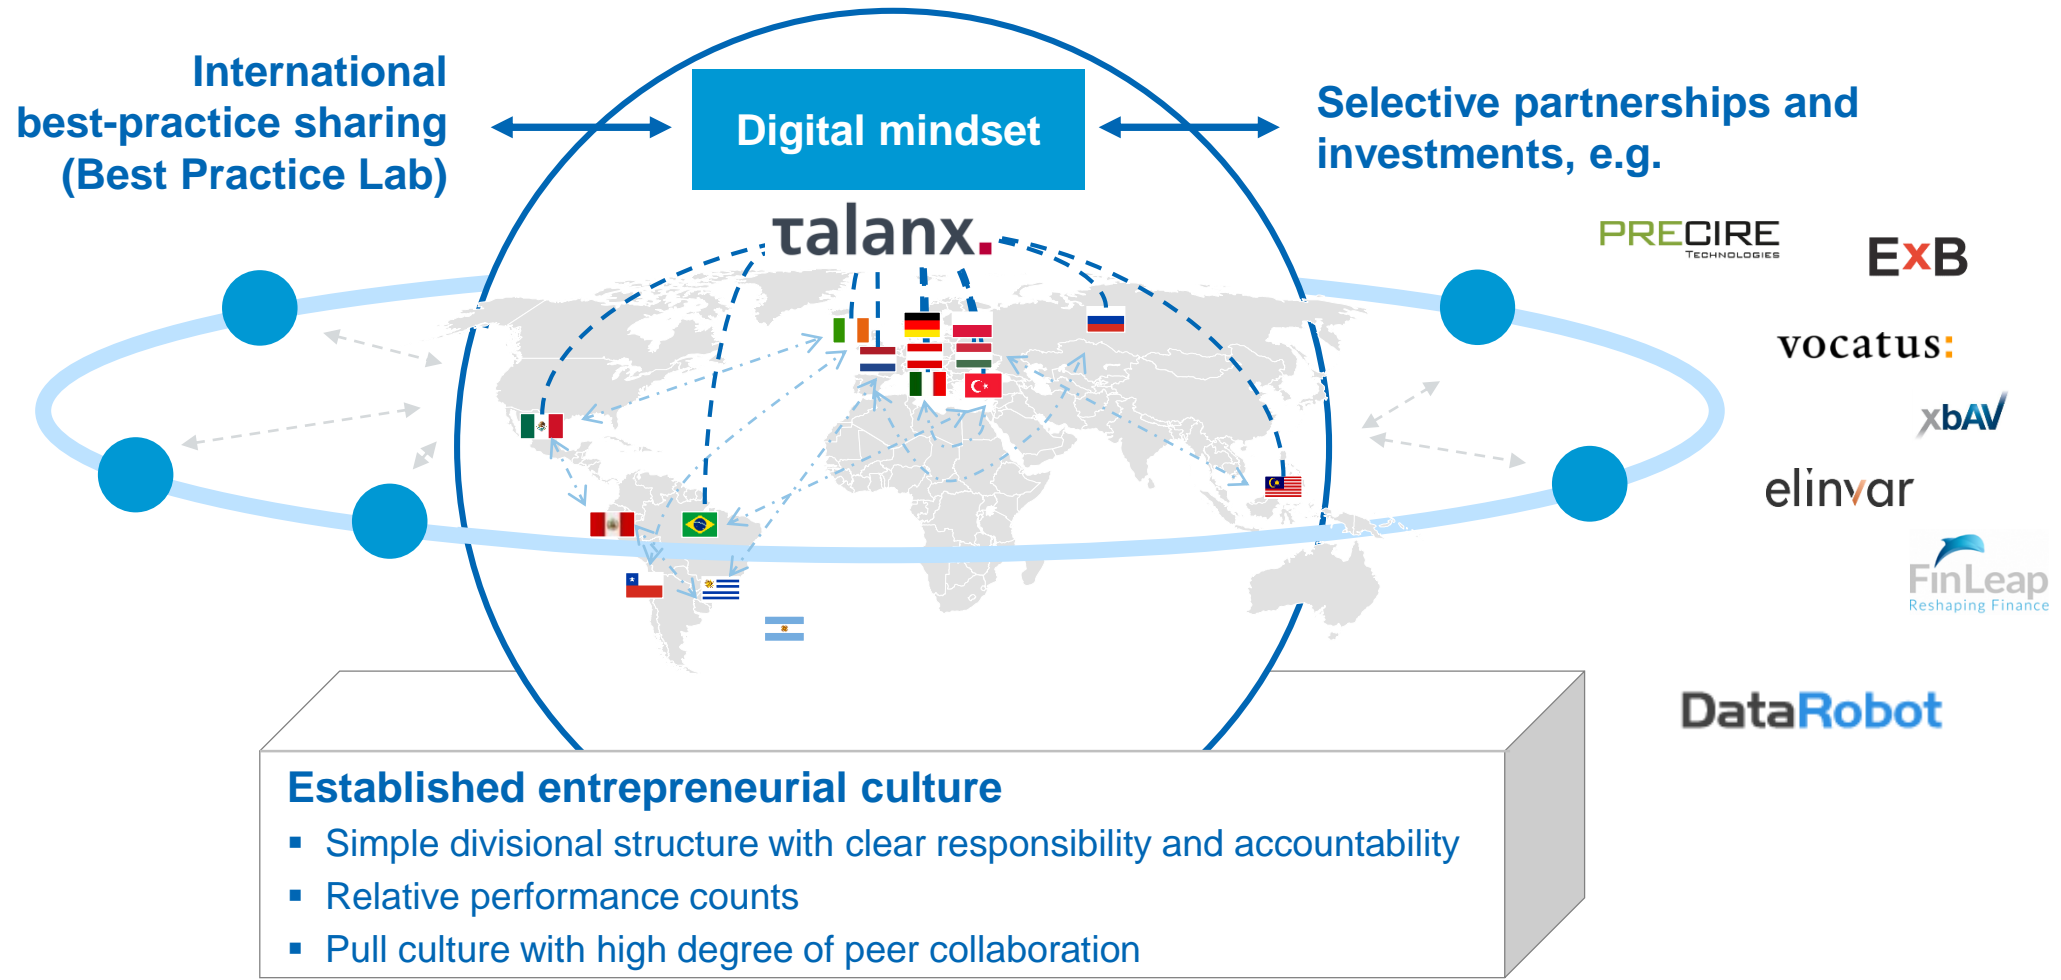 International
best-practice sharing
(Best Practice Lab)
Digital mindset
Selective partnerships and
investments, e.g.
τalanx.
PRECIRE
TECHNOLOGIES
ExB
vocatus:
xbAV
elinvar
FinLeap
Reshaping Finance
DataRobot
Established entrepreneurial culture
▪ Simple divisional structure with clear responsibility and accountability
▪ Relative performance counts
▪ Pull culture with high degree of peer collaboration